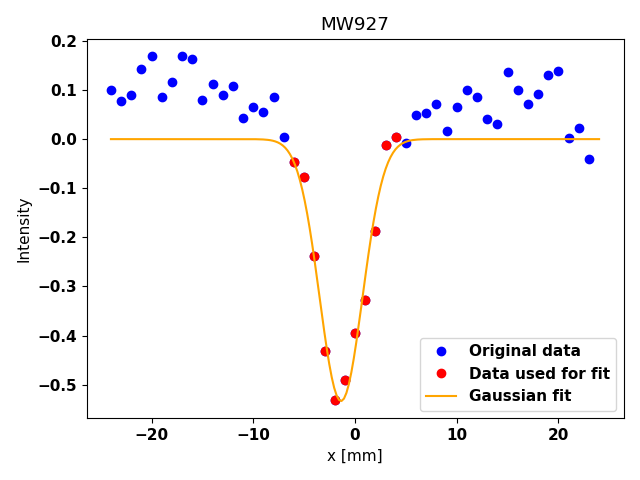 MW927
Intensity
0.2
0.1
0.0
−0.1
−0.2
−0.3
−0.4
−0.5
Original data
Data used for fit
Gaussian fit
−20
−10
0
10
20
x [mm]